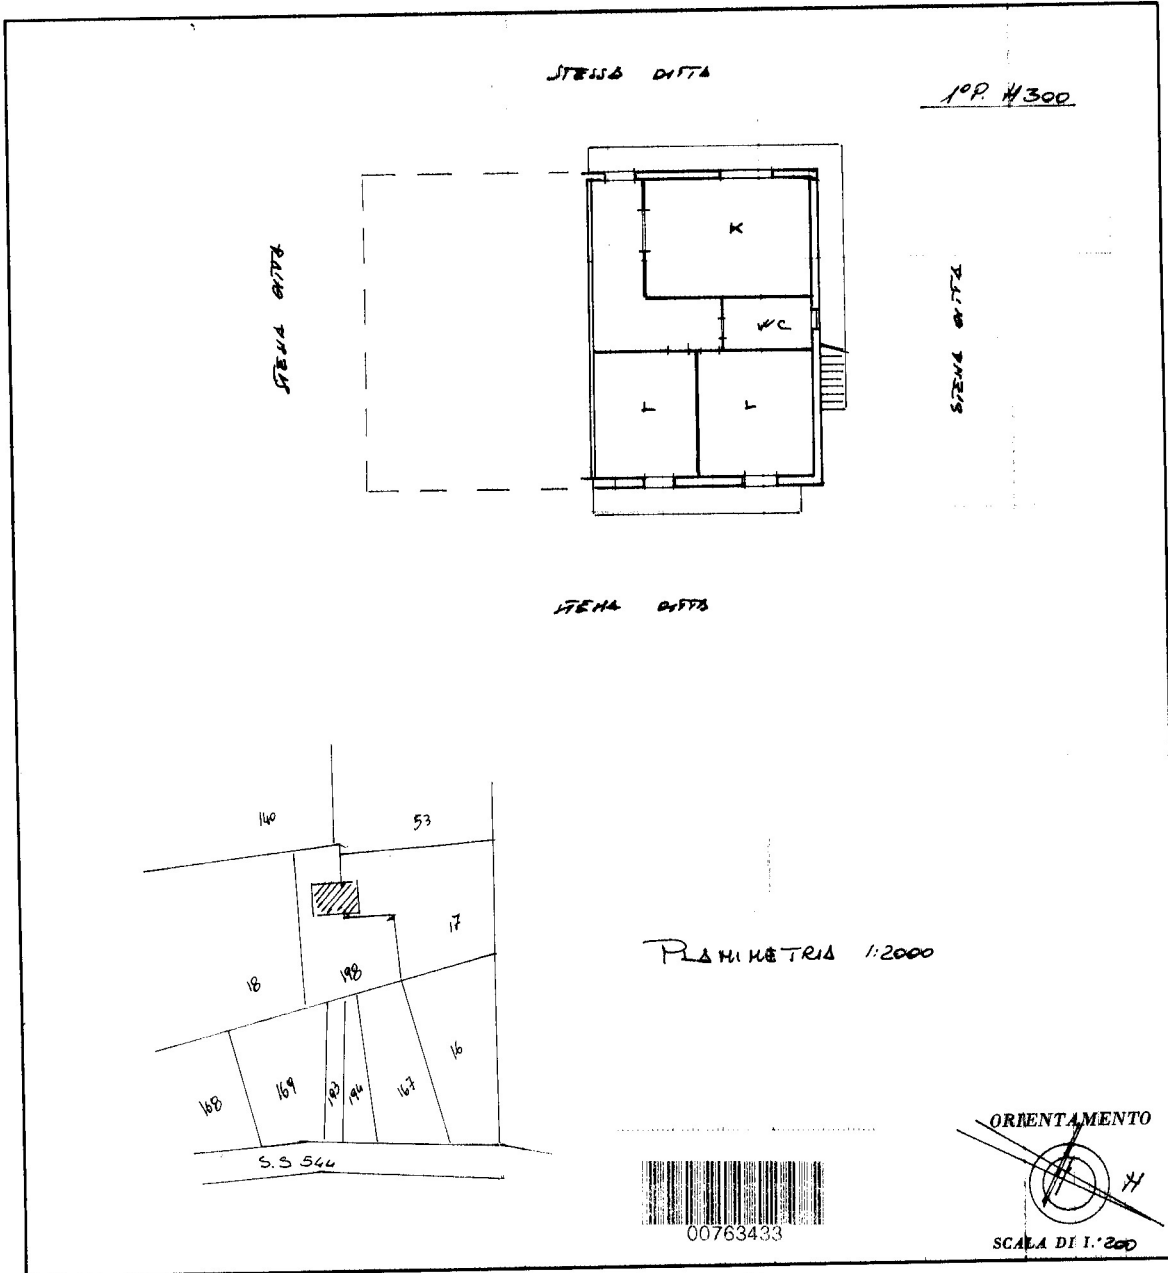 STESSA DITTA
1° P. H 300
STESSA DITTA
K
WC
STESSA DITTA
L
L
STESSA DITTA
140
53
17
18
198
PLANIMETRIA 1:2000
16
168
169
193
194
167
S.S 544
ORIENTAMENTO
N
00763433
SCALA DI 1:200